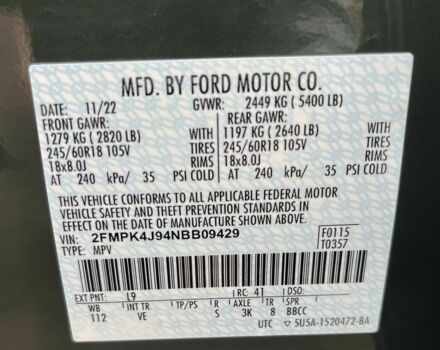 MFD. BY FORD MOTOR CO.
DATE: 11/22 GVWR: 2449 KG ( 5400 LB)
FRONT GAWR: REAR GAWR:
1279 KG ( 2820 LB) 1197 KG ( 2640 LB)
245/60R18 105V TIRES 245/60R18 105V TIRES
18x8.0J RIMS 18x8.0J RIMS
AT 240 kPa/ 35 PSI COLD AT 240 kPa/ 35 PSI COLD
THIS VEHICLE CONFORMS TO ALL APPLICABLE FEDERAL MOTOR
VEHICLE SAFETY AND THEFT PREVENTION STANDARDS IN
EFFECT ON THE DATE OF MANUFACTURE SHOWN ABOVE.
VIN: 2FMPK4J94NBB09429 F0115
TYPE: MPV T0357
EXT PNT: L9 RC: 41 DSO:
WB INT TR TP/PS R AXLE TR SPR
112 VE S 3K 8 BBCC
UTC 5U5A-1520472-BA